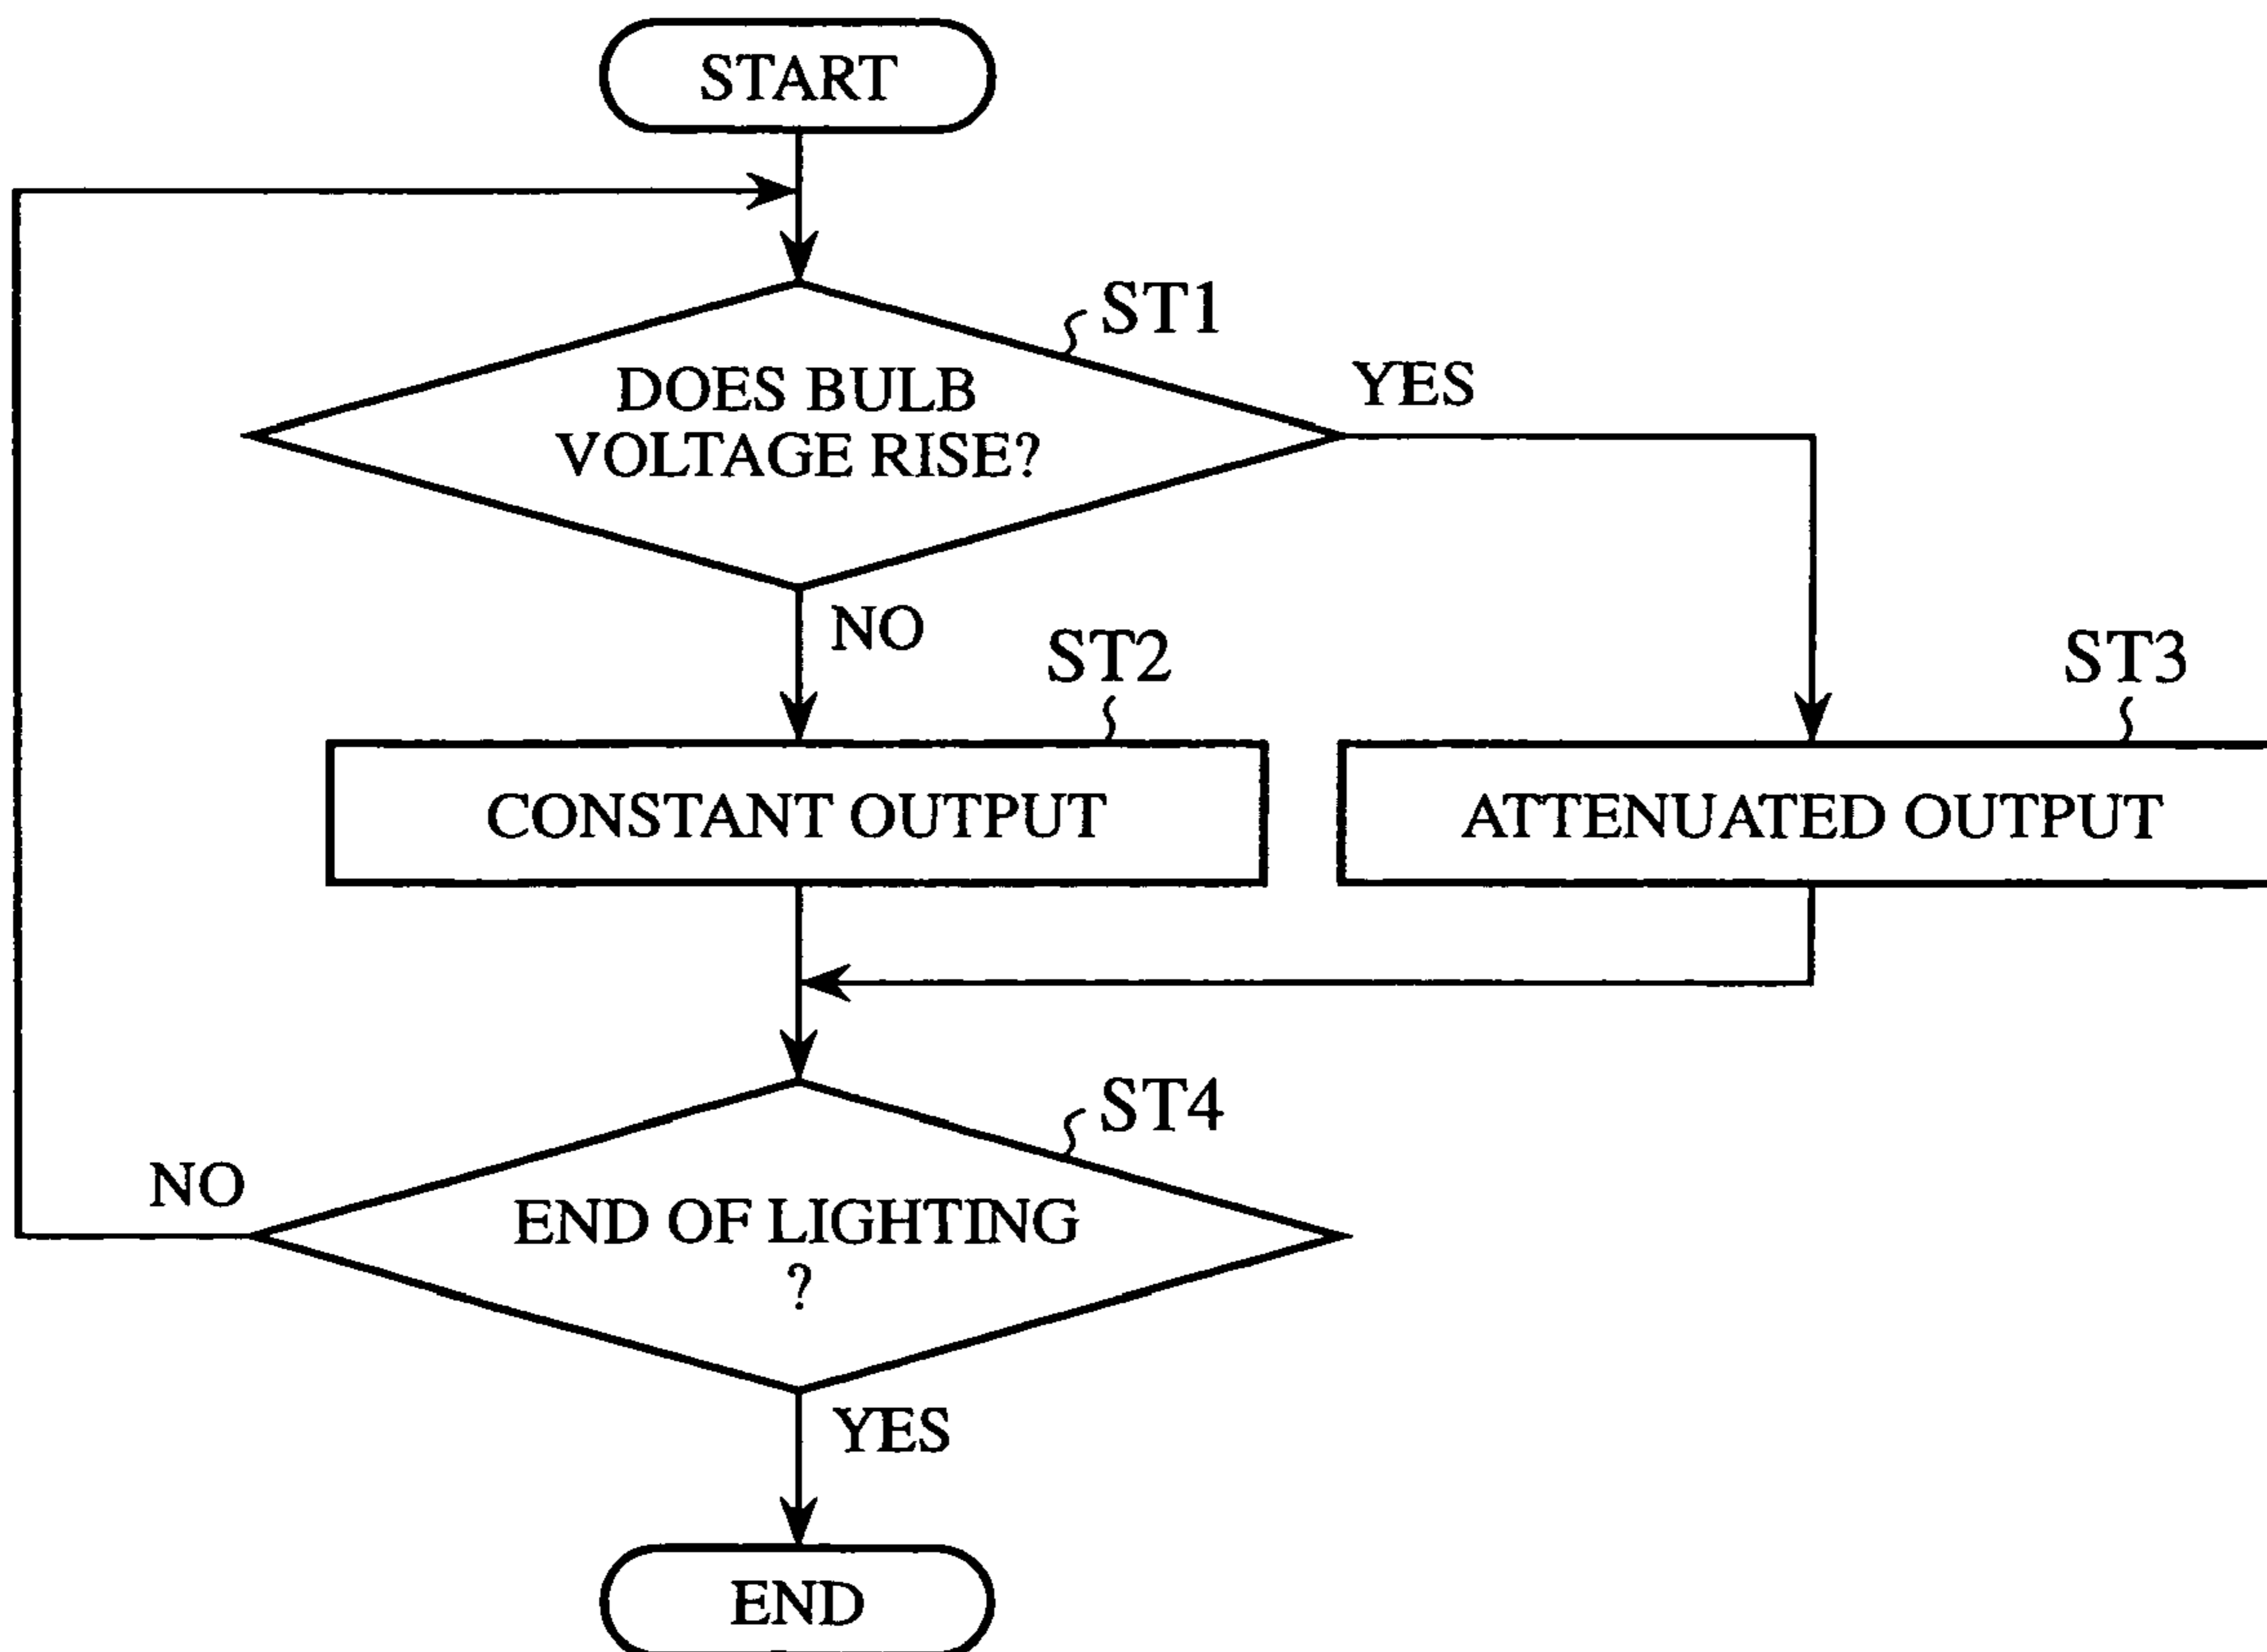 START
ST1
DOES BULB
VOLTAGE RISE?
YES
NO
ST2
ST3
CONSTANT OUTPUT
ATTENUATED OUTPUT
ST4
NO
END OF LIGHTING
?
YES
END